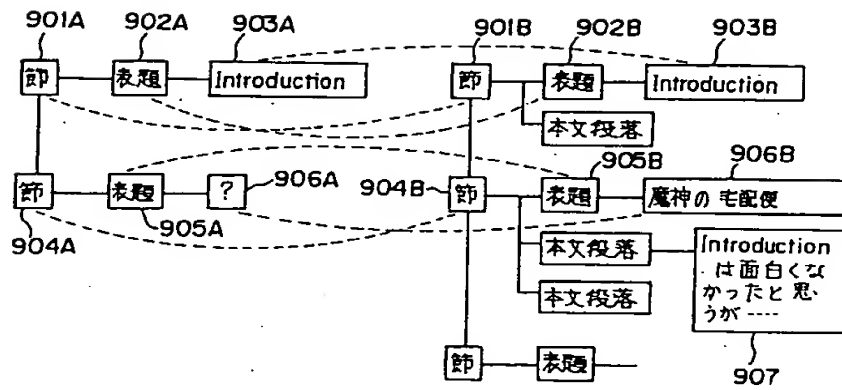 901A 902A 903A 901B 902B 903B
節 表題 Introduction 節 表題 Introduction
本文段落
905B 906B
節 表題 ? 906A 904B 節 表題 魔神の宅配便
904A 905A
本文段落
本文段落
Introduction
は面白くな
かったと思
うが----
907
節 表題